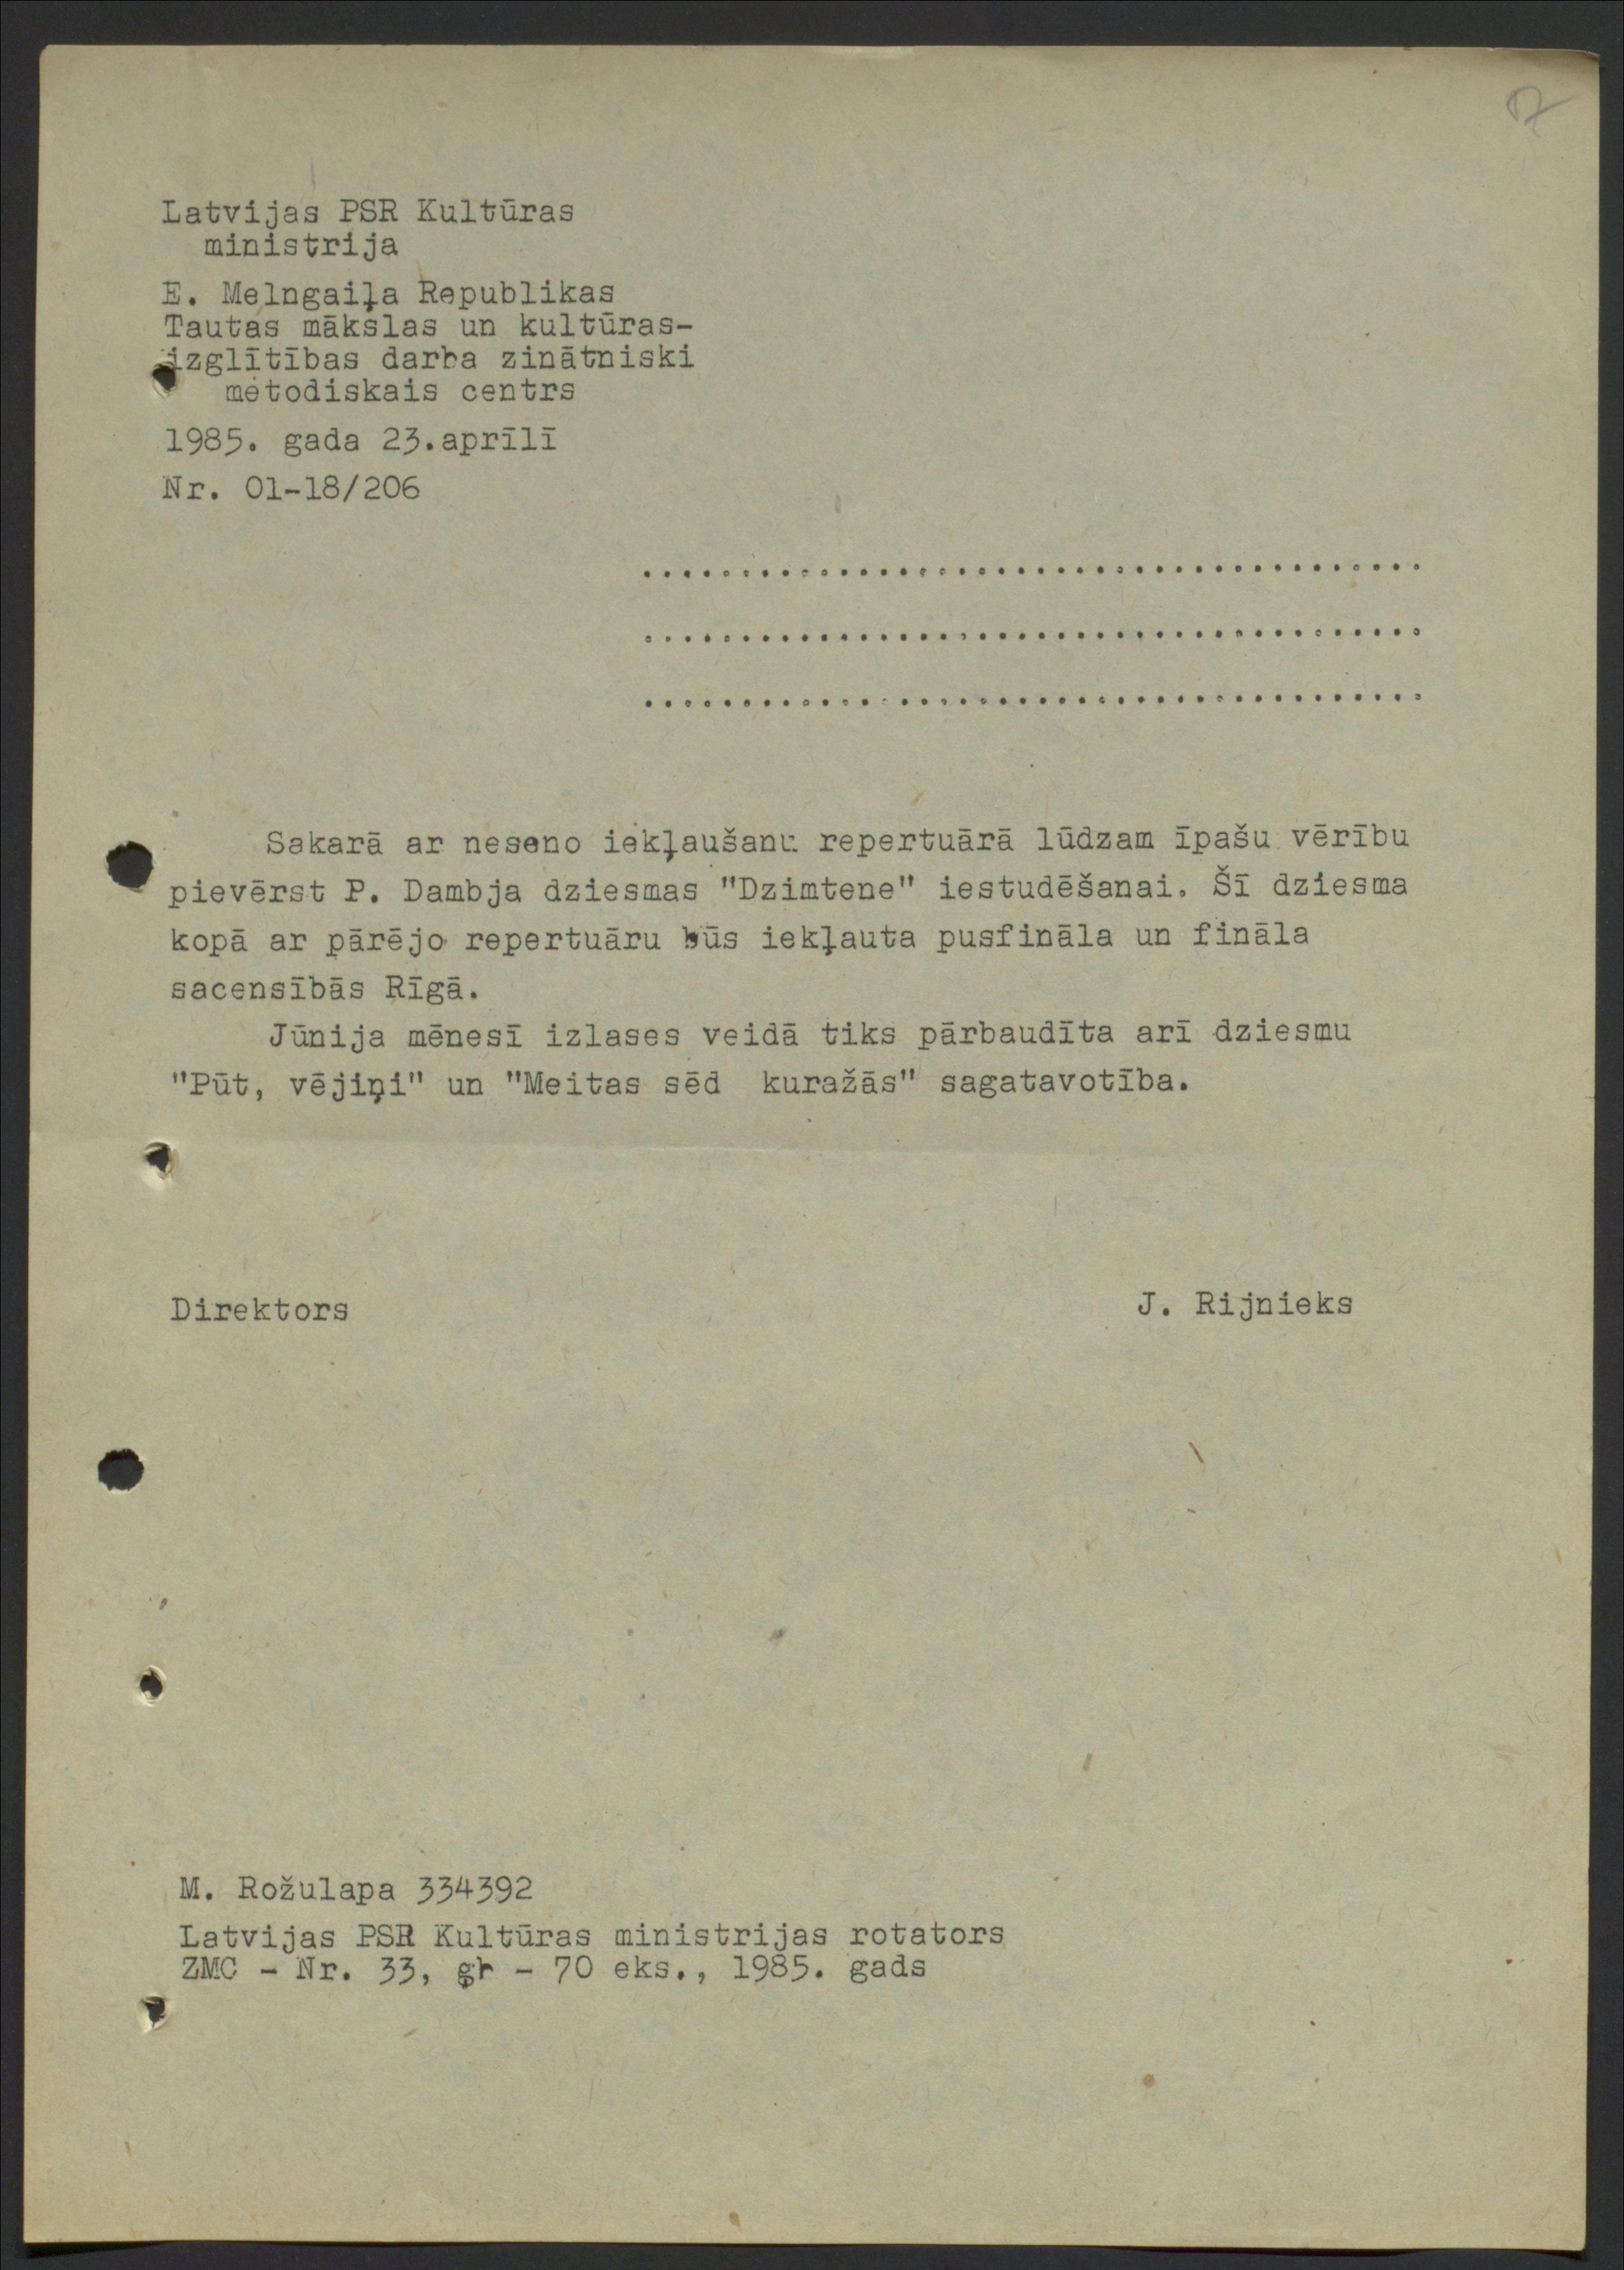 Latvijas PSR Kultūras
ministrija
E. Melngaiļa Republikas
Tautas mākslas un kultūras-
izglītības darba zinātniski
metodiskais centrs
1985. gada 23.aprīlī
Nr. 01-18/206
........................................
........................................
........................................
Sakarā ar neseno iekļaušanu repertuārā lūdzam īpašu vērību
pievērst P. Dambja dziesmas "Dzimtene" iestudēšanai. Šī dziesma
kopā ar pārējo repertuāru būs iekļauta pusfināla un fināla
sacensībās Rīgā.
Jūnija mēnesī izlases veidā tiks pārbaudīta arī dziesmu
"Pūt, vējiņi" un "Meitas sēd kuražās" sagatavotība.
Direktors J. Rijnieks
M. Rožulapa 334392
Latvijas PSR Kultūras ministrijas rotators
ZMC - Nr. 33, - 70 eks., 1985. gads